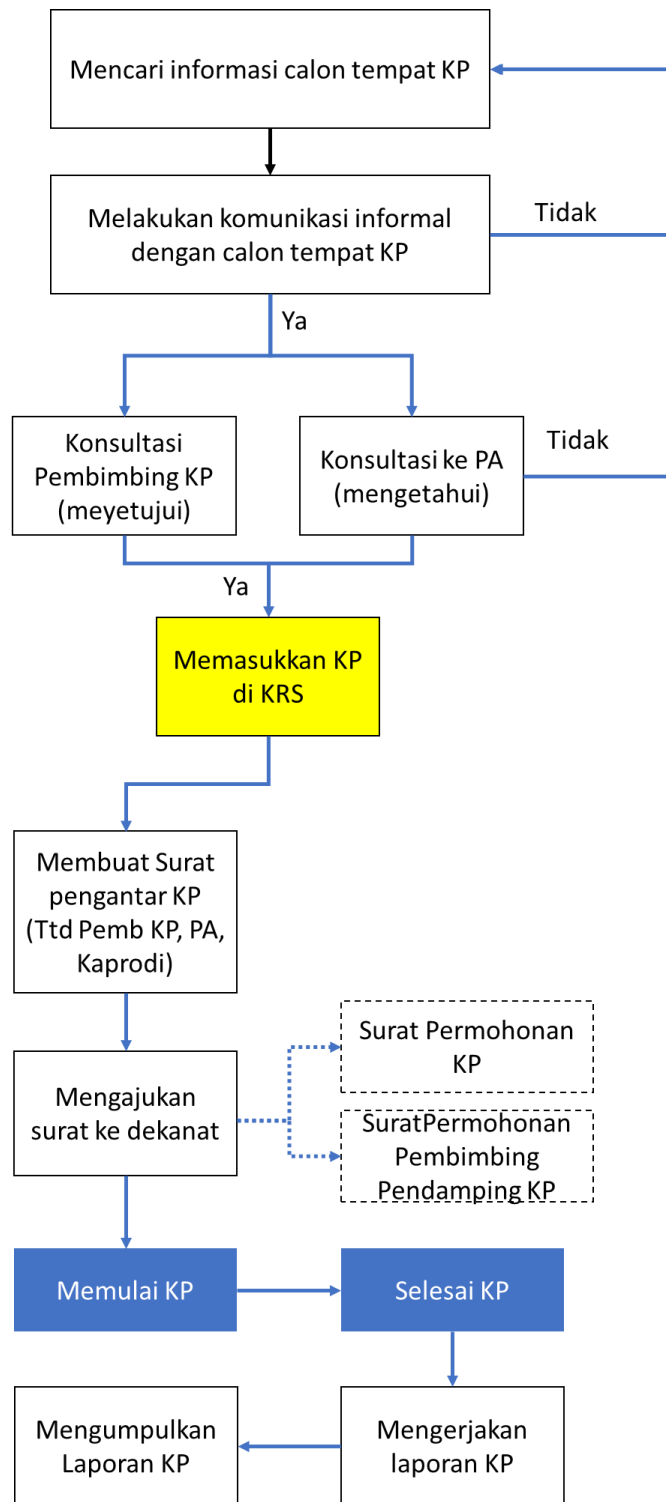 Mencari informasi calon tempat KP
Melakukan komunikasi informal
dengan calon tempat KP
Tidak
Ya
Konsultasi
Pembimbing KP
(meyetujui)
Konsultasi ke PA
(mengetahui)
Tidak
Ya
Memasukkan KP
di KRS
Membuat Surat
pengantar KP
(Ttd Pemb KP, PA,
Kaprodi)
Mengajukan
surat ke dekanat
Surat Permohonan
KP
SuratPermohonan
Pembimbing
Pendamping KP
Memulai KP
Selesai KP
Mengumpulkan
Laporan KP
Mengerjakan
laporan KP